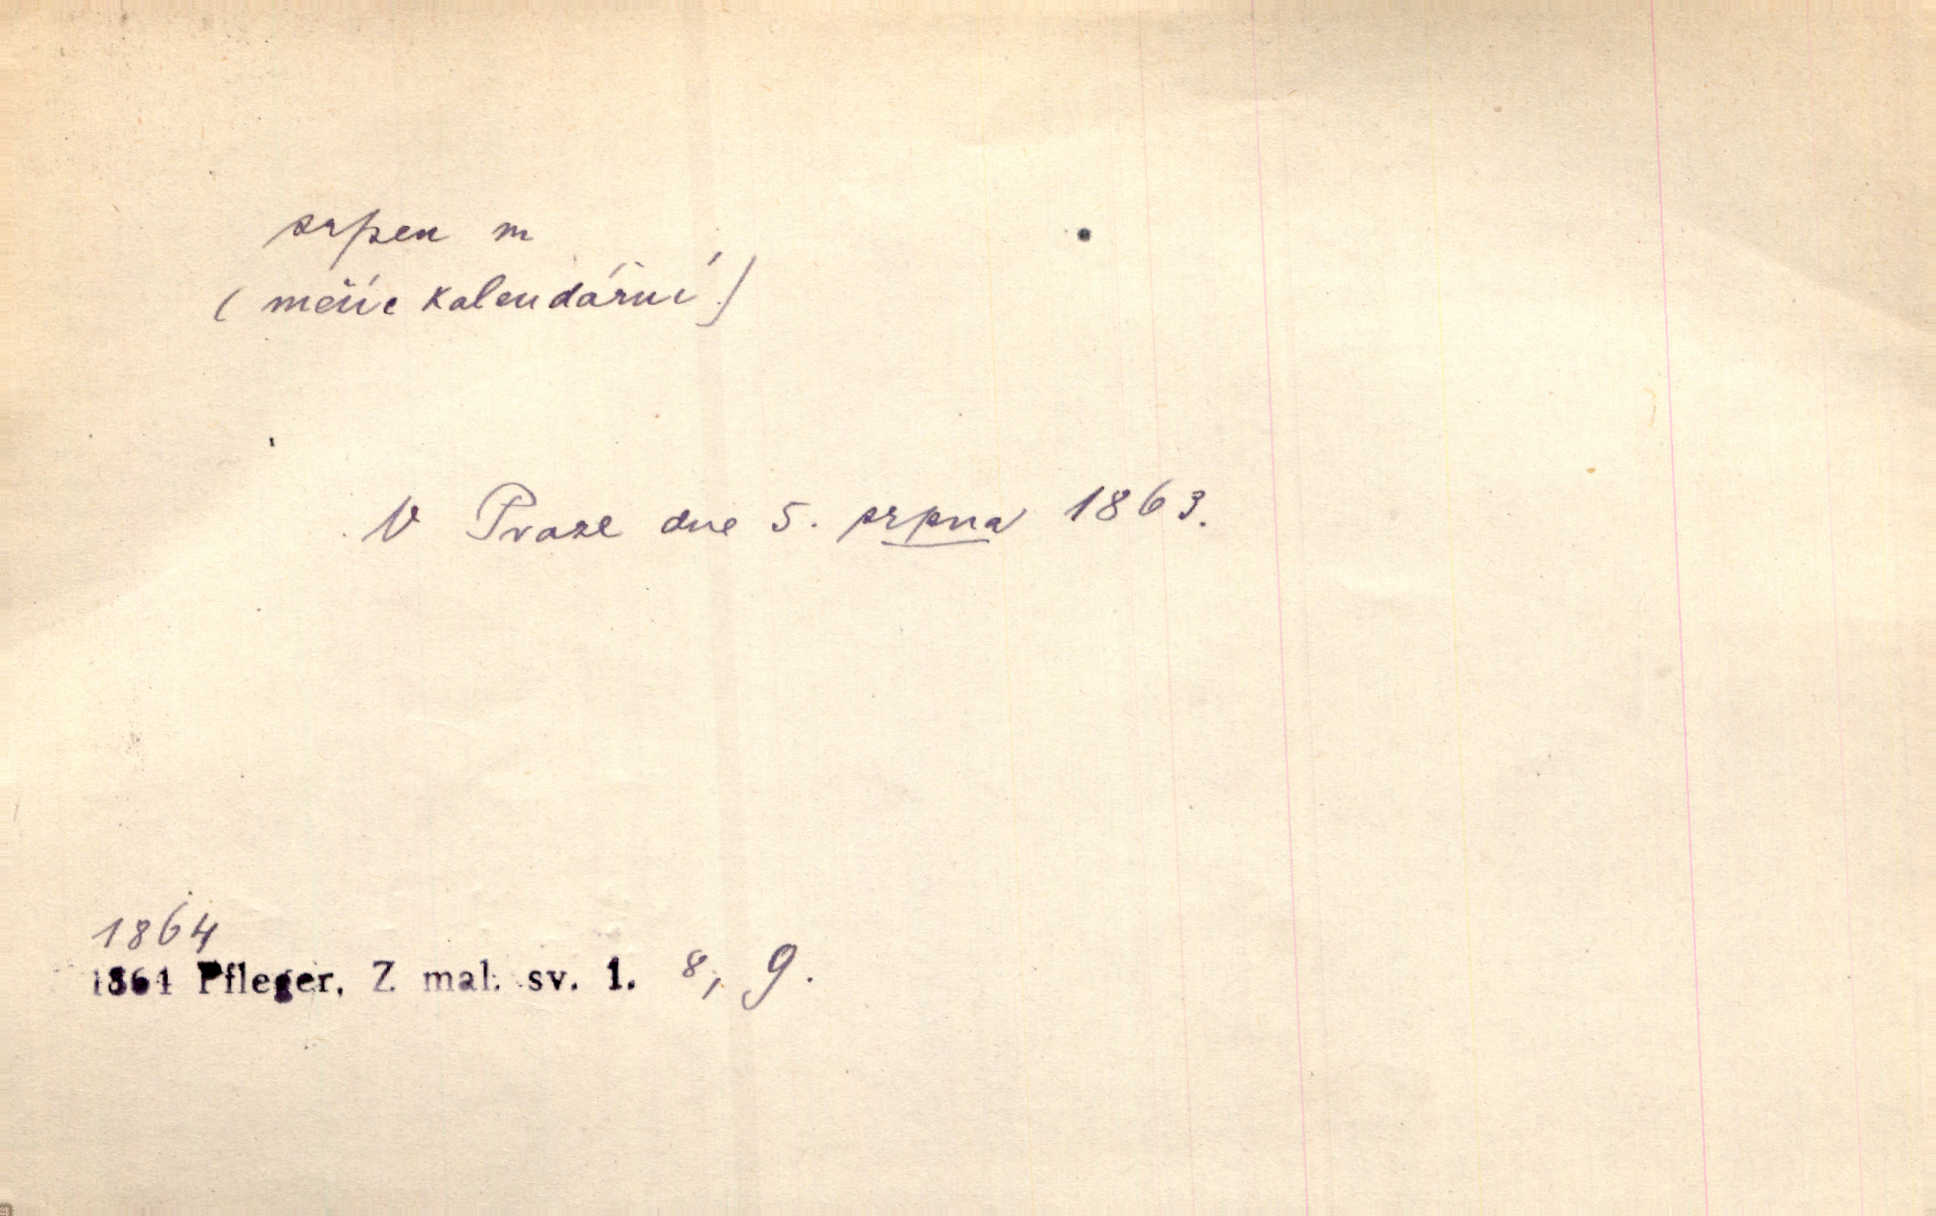 srpen m
(měsíc kalendářní)
V Praze dne 5. srpna 1863.
1864
1864 Pfleger, Z mal. sv. 1. 8, 9.